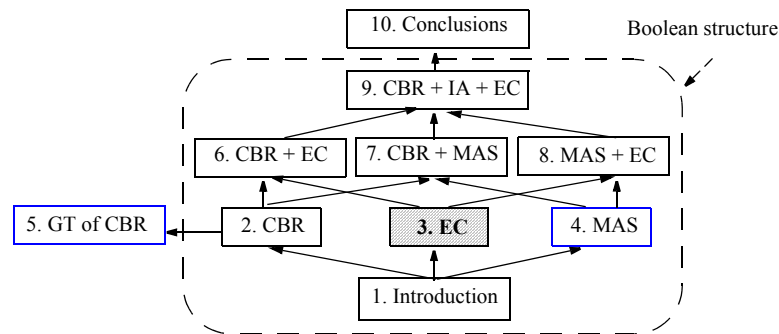 10. Conclusions
Boolean structure
9. CBR + IA + EC
6. CBR + EC
7. CBR + MAS
8. MAS + EC
5. GT of CBR
2. CBR
3. EC
4. MAS
1. Introduction